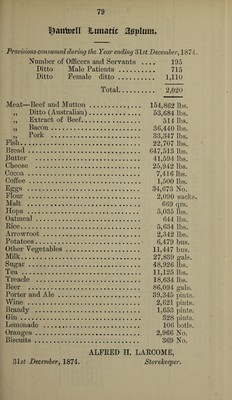 79
Hanwell Lunatic Asylum.
Provisions consumed during the Year ending 31st December, 1874.
Number of Officers and Servants .... 195
Ditto Male Patients .......... 715
Ditto Female ditto .......... 1,110
Total.......... 2,020
Meat—Beef and Mutton .................. 154,862 lbs.
„ Ditto (Australian) .................. 53,684 lbs.
„ Extract of Beef.................. 514 lbs.
„ Bacon .................. 36,440 lbs.
„ Pork .................. 33,347 lbs.
Fish.................. 22,707 lbs.
Bread .................. 647,515 lbs.
Butter .................. 41,594 lbs.
Cheese .................. 25,942 lbs.
Cocoa .................. 7,416 lbs.
Coffee .................. 1,500 lbs.
Eggs .................. 34,673 No.
Flour .................. 2,090 sacks.
Malt .................. 669 qrs.
Hops .................. 5,035 lbs.
Oatmeal .................. 644 lbs.
Rice.................. 5,634 lbs.
Arrowroot .................. 2,342 lbs.
Potatoes.................. 6,479 bus.
Other Vegetables .................. 11,447 bus.
Milk.................. 27,839 gals.
Sugar .................. 48,926 lbs.
Tea .................. 11,125 lbs.
Treacle .................. 18,654 lbs.
Beer .................. 86,094 gals.
Porter and Ale .................. 39,345 pints.
Wine .................. 2,621 pints.
Brandy .................. 1,653 pints.
Gin .................. 328 pints.
Lemonade .................. 106 botls.
Oranges .................. 2,966 No.
Biscuits .................. 369 No.
ALFRED H. LARCOME,
31st December, 1874. Storekeeper.